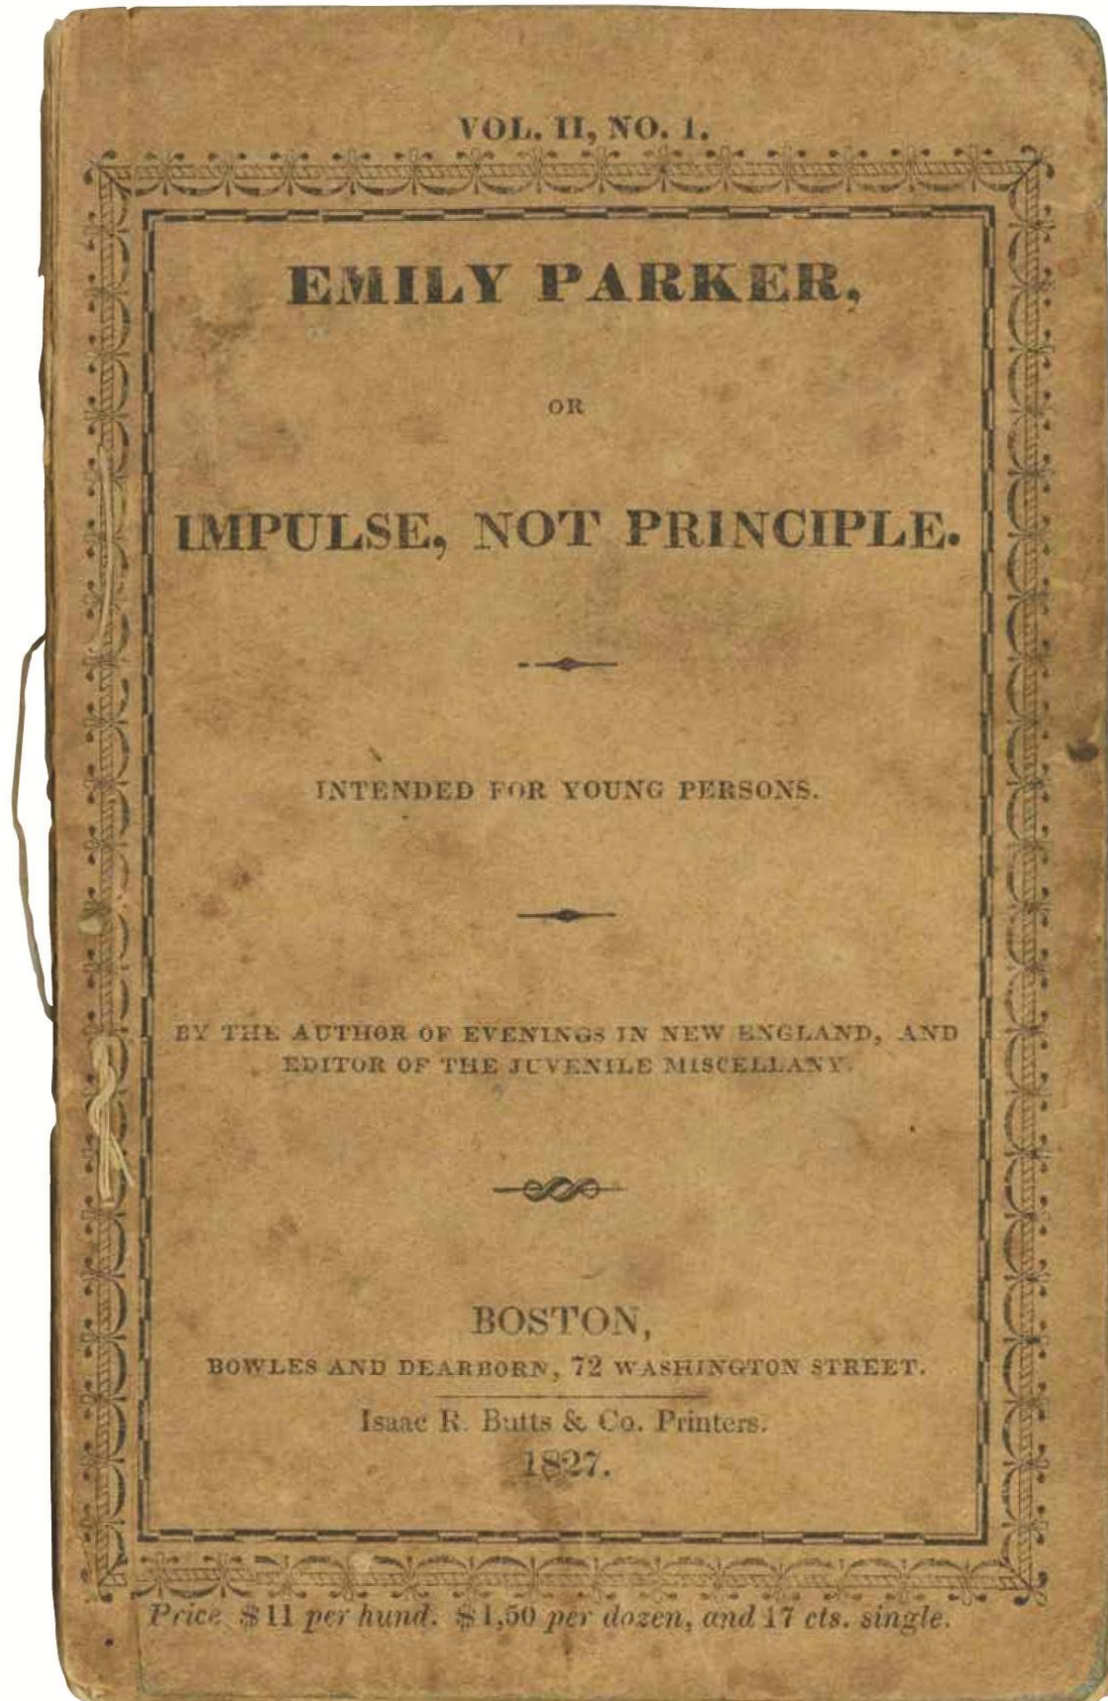 VOL. II, NO. 1.
EMILY PARKER,
OR
IMPULSE, NOT PRINCIPLE.
INTENDED FOR YOUNG PERSONS.
BY THE AUTHOR OF EVENINGS IN NEW ENGLAND, AND
EDITOR OF THE JUVENILE MISCELLANY.
BOSTON,
BOWLES AND DEARBORN, 72 WASHINGTON STREET.
Isaac R. Butts & Co. Printers.
1827.
Price $11 per hund. $1,50 per dozen, and 17 cts. single.